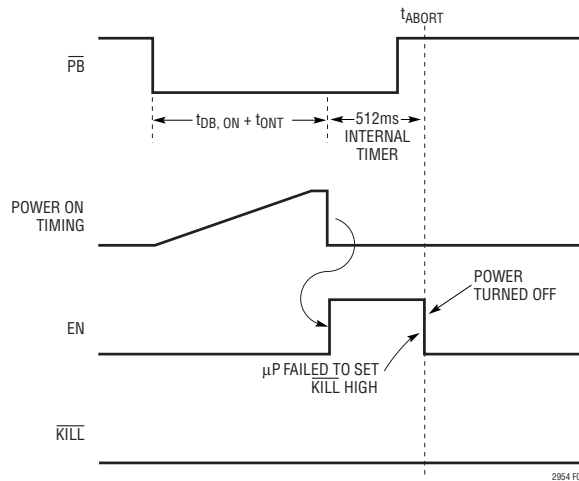 tABORT
PB
tDB, ON + tONT
512ms
INTERNAL
TIMER
POWER ON
TIMING
POWER
TURNED OFF
EN
µP FAILED TO SET
KILL HIGH
KILL